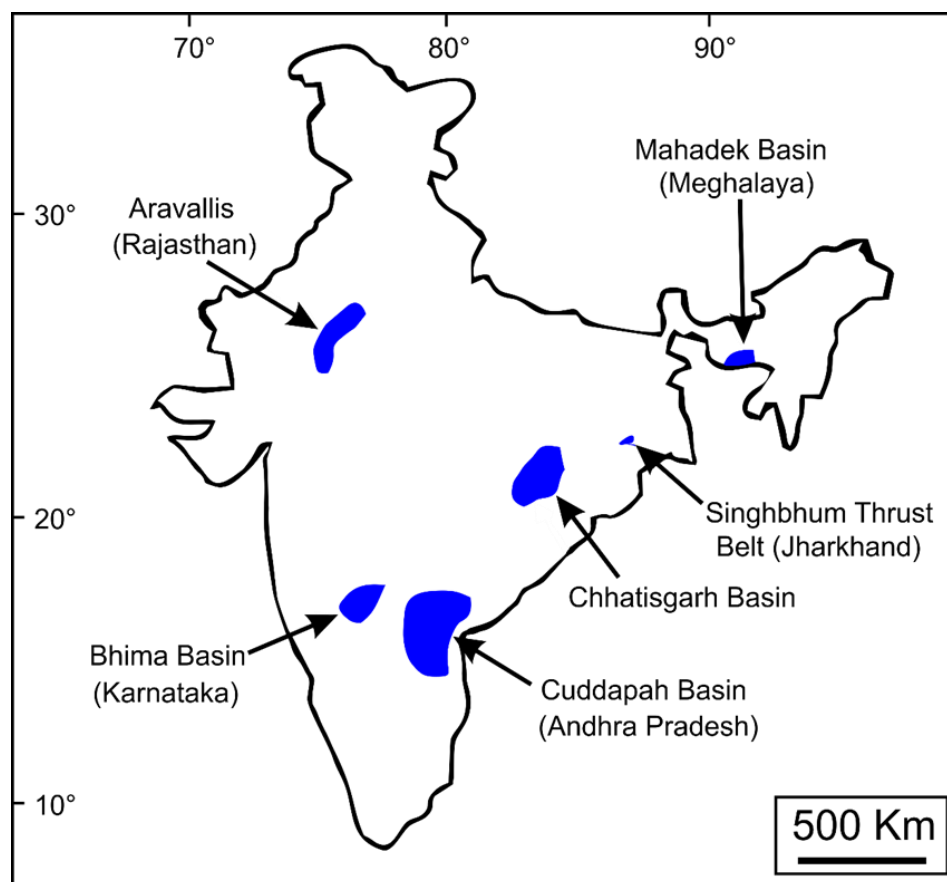 70°
80°
90°
30°
20°
10°
Mahadek Basin
(Meghalaya)
Aravallis
(Rajasthan)
Singhbhum Thrust
Belt (Jharkhand)
Chhatisgarh Basin
Bhima Basin
(Karnataka)
Cuddapah Basin
(Andhra Pradesh)
500 Km